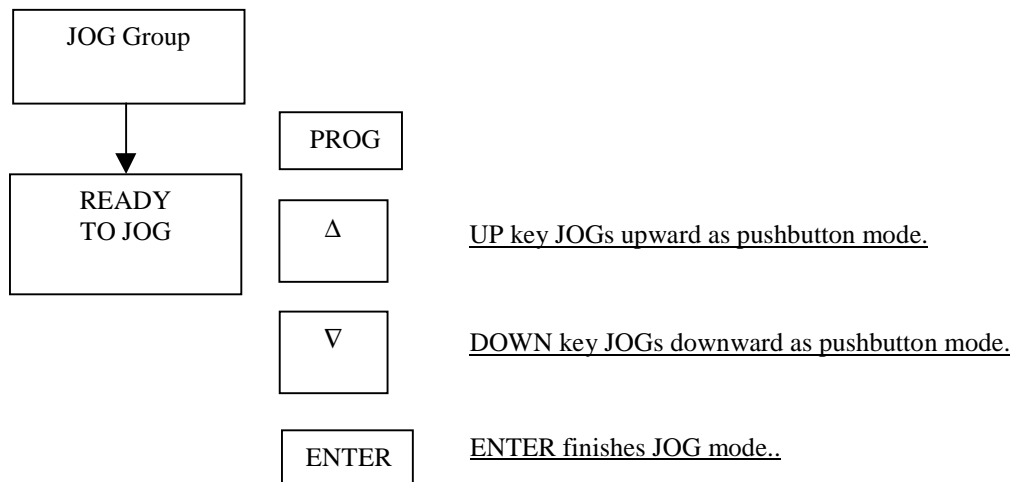 JOG Group
PROG
READY
TO JOG
Δ
UP key JOGs upward as pushbutton mode.
∇
DOWN key JOGs downward as pushbutton mode.
ENTER
ENTER finishes JOG mode..